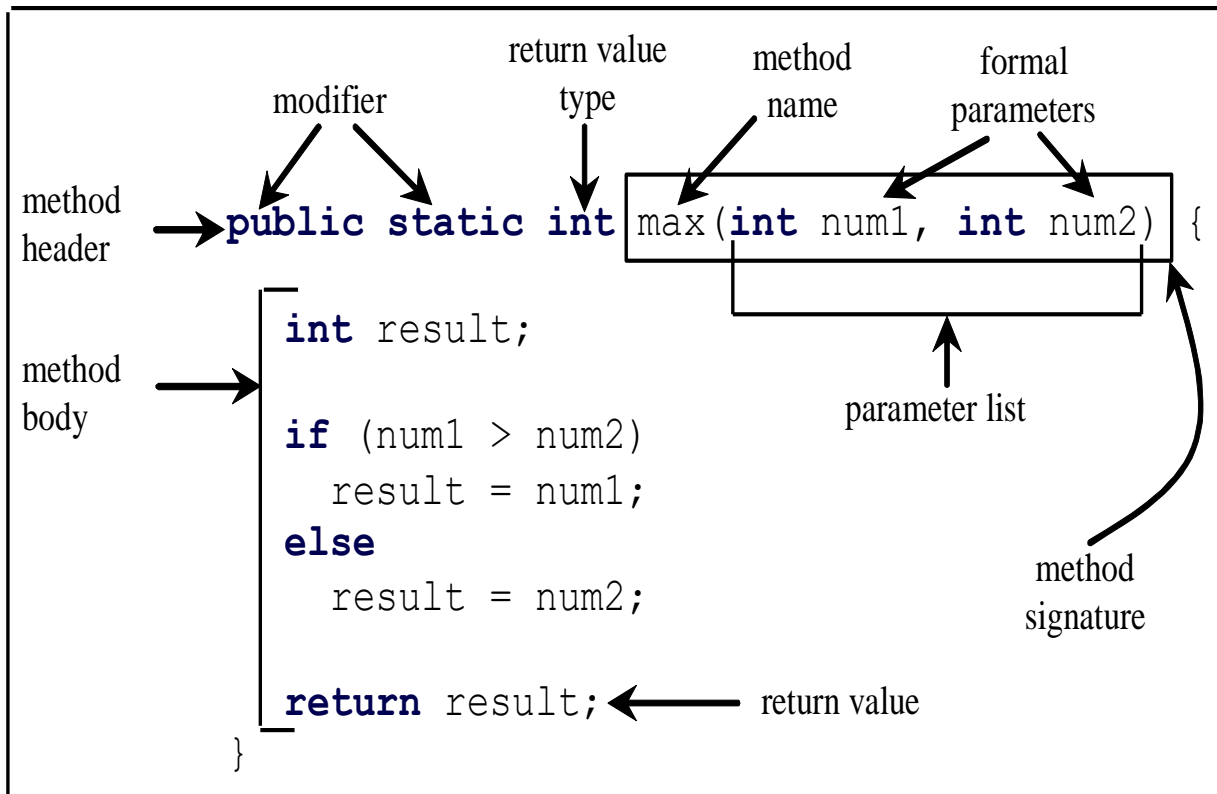 return value
type
method
name
formal
parameters
modifier
method
header
public static int max(int num1, int num2) {
int result;
method
body
parameter list
if (num1 > num2)
result = num1;
else
result = num2;
method
signature
return result;
return value
}